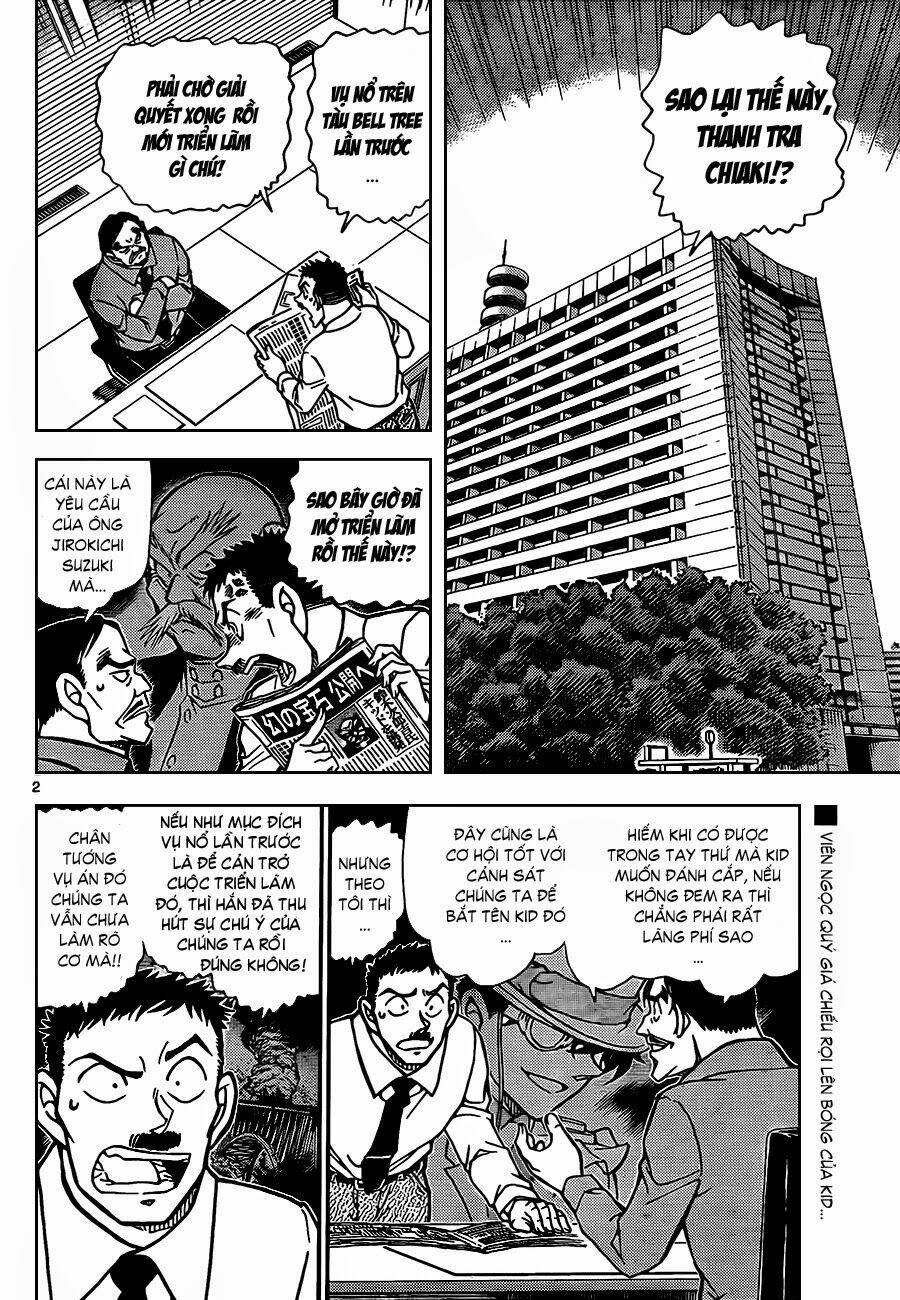 SAO LẠI THẾ NÀY,
THANH TRA
CHIAKI!?
VỤ NỔ TRÊN
TÀU BELL TREE
LẦN TRƯỚC
...
PHẢI CHỜ GIẢI
QUYẾT XONG RỒI
MỚI TRIỂN LÃM
GÌ CHỨ!
SAO BÂY GIỜ ĐÃ
MỞ TRIỂN LÃM
RỒI THẾ NÀY!?
CÁI NÀY LÀ
YÊU CẦU
CỦA ÔNG
JIROKICHI
SUZUKI
MÀ...
幻の宝石 公開へ
2
HIẾM KHI CÓ ĐƯỢC
TRONG TAY THỨ MÀ KID
MUỐN ĐÁNH CẮP, NẾU
KHÔNG ĐEM RA THÌ
CHẲNG PHẢI RẤT
LÃNG PHÍ SAO
...
ĐÂY CŨNG LÀ
CƠ HỘI TỐT VỚI
CẢNH SÁT
CHÚNG TA ĐỂ
BẮT TÊN KID ĐÓ
...
NHƯNG
THEO
TÔI THÌ
...
NẾU NHƯ MỤC ĐÍCH
VỤ NỔ LẦN TRƯỚC
LÀ ĐỂ CẢN TRỞ
CUỘC TRIỂN LÃM
ĐÓ, THÌ HẮN ĐÃ THU
HÚT SỰ CHÚ Ý CỦA
CHÚNG TA RỒI
ĐÚNG KHÔNG!
CHÂN
TƯỚNG
VỤ ÁN ĐÓ
CHÚNG TA
VẪN CHƯA
LÀM RÕ
CƠ MÀ!!
VIÊN NGỌC QUÝ GIÁ CHIẾU RỌI LÊN BÓNG CỦA KID...